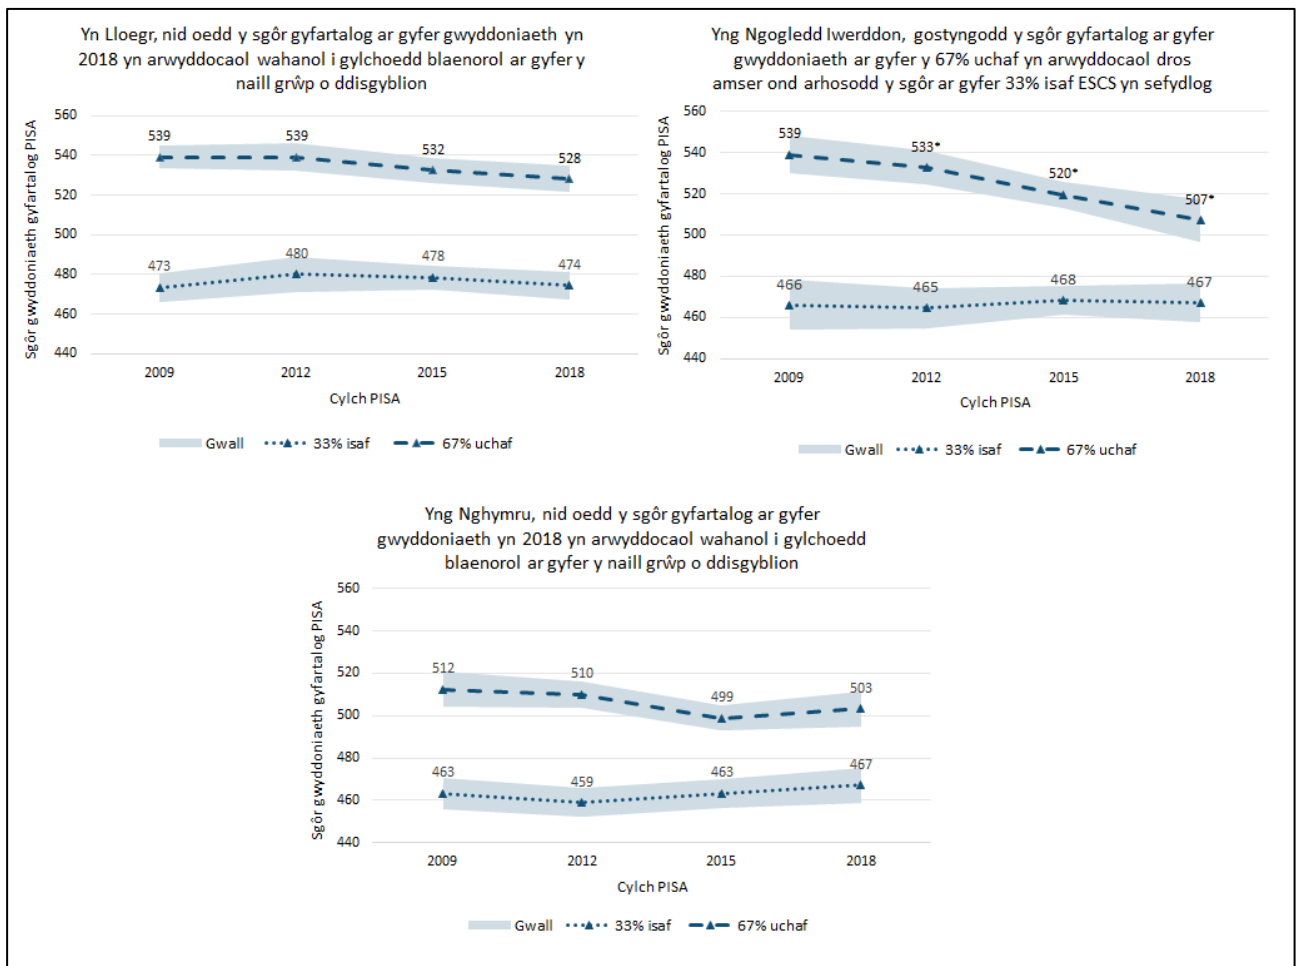 Yn Lloegr, nid oedd y sgôr gyfartalog ar gyfer gwyddoniaeth yn
2018 yn arwyddocaol wahanol i gylchoedd blaenorol ar gyfer y
naill grŵp o ddisgyblion
Sgôr gwyddoniaeth gyfartalog PISA
560
540
520
500
480
460
440
539
539
532
528
473
480
478
474
2009
2012
2015
2018
Cylch PISA
Gwall
33% isaf
67% uchaf
Yng Ngogledd Iwerddon, gostyngodd y sgôr gyfartalog ar gyfer
gwyddoniaeth ar gyfer y 67% uchaf yn arwyddocaol dros
amser ond arhosodd y sgôr ar gyfer 33% isaf ESCS yn sefydlog
Sgôr gwyddoniaeth gyfartalog PISA
560
540
520
500
480
460
440
539
533*
520*
507*
466
465
468
467
2009
2012
2015
2018
Cylch PISA
Gwall
33% isaf
67% uchaf
Yng Nghymru, nid oedd y sgôr gyfartalog ar gyfer
gwyddoniaeth yn 2018 yn arwyddocaol wahanol i gylchoedd
blaenorol ar gyfer y naill grŵp o ddisgyblion
Sgôr gwyddoniaeth gyfartalog PISA
560
540
520
500
480
460
440
512
510
499
503
463
459
463
467
2009
2012
2015
2018
Cylch PISA
Gwall
33% isaf
67% uchaf